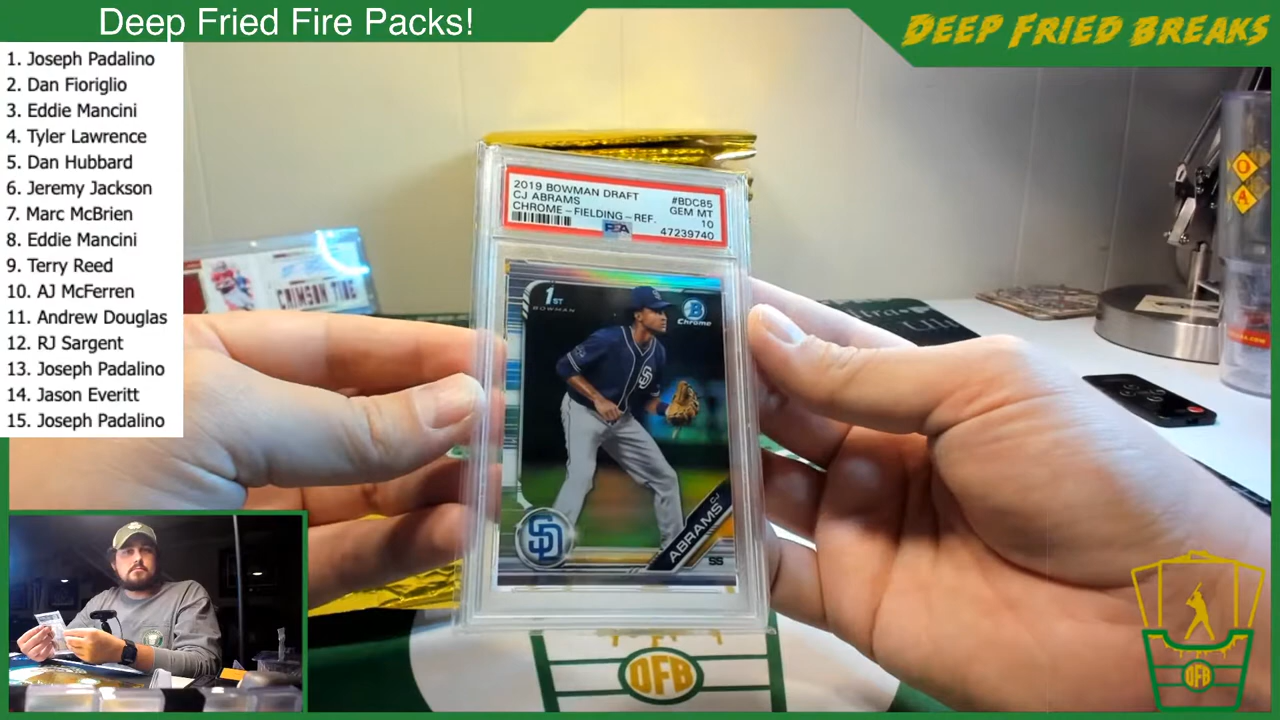 Deep Fried Fire Packs!
DEEP FRIED BREAKS
1. Joseph Padalino
2. Dan Fioriglio
3. Eddie Mancini
4. Tyler Lawrence
5. Dan Hubbard
6. Jeremy Jackson
7. Marc McBrien
8. Eddie Mancini
9. Terry Reed
10. AJ McFerren
11. Andrew Douglas
12. RJ Sargent
13. Joseph Padalino
14. Jason Everitt
15. Joseph Padalino
2019 BOWMAN DRAFT #BDC85
CJ ABRAMS GEM MT
CHROME-FIELDING-REF. 10
PSA 47239740
1ST
BOWMAN
B
Chrome
SD
SD
CJ
ABRAMS
SS
CRIMSON TIDE
DFB
DFB